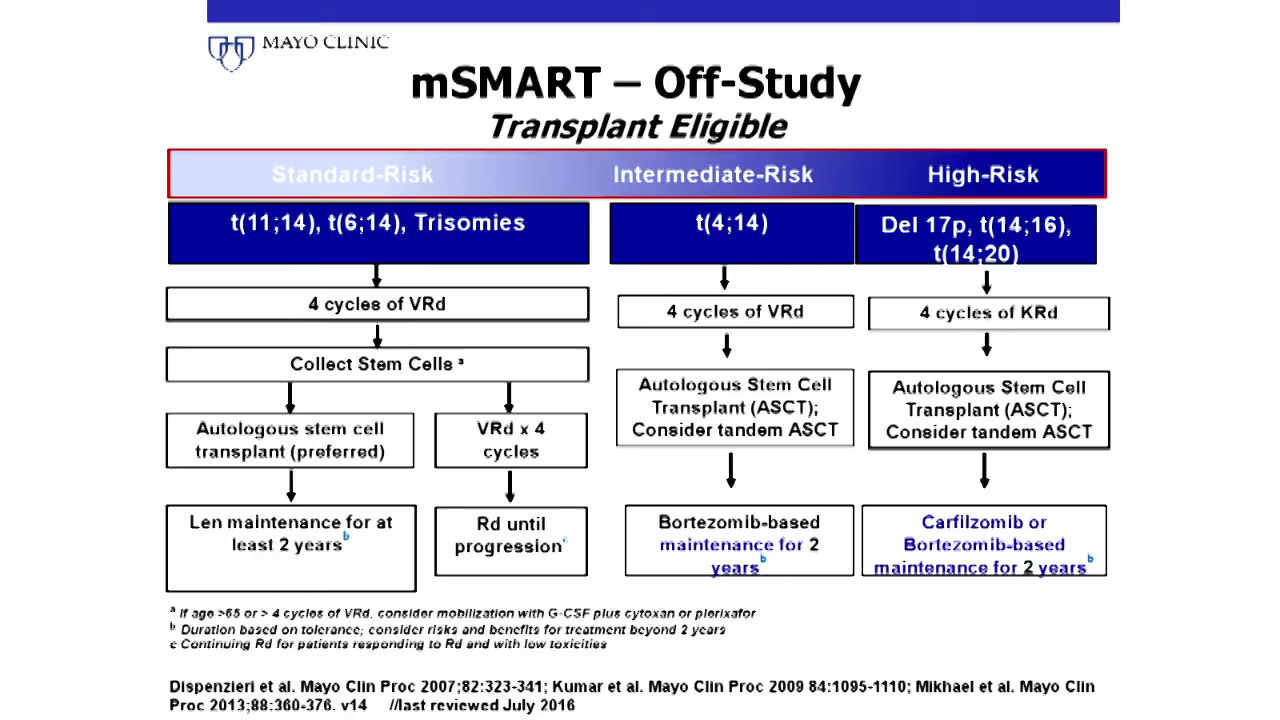 MAYO CLINIC
mSMART – Off-Study
Transplant Eligible
Standard-Risk
Intermediate-Risk
High-Risk
t(11;14), t(6;14), Trisomies
t(4;14)
Del 17p, t(14;16),
t(14;20)
4 cycles of VRd
4 cycles of VRd
4 cycles of KRd
Collect Stem Cells a
Autologous stem cell
transplant (preferred)
VRd x 4
cycles
Autologous Stem Cell
Transplant (ASCT);
Consider tandem ASCT
Autologous Stem Cell
Transplant (ASCT);
Consider tandem ASCT
Len maintenance for at
least 2 years b
Rd until
progression c
Bortezomib-based
maintenance for 2
years b
Carfilzomib or
Bortezomib-based
maintenance for 2 years b
a If age >65 or > 4 cycles of VRd, consider mobilization with G-CSF plus cytoxan or plerixafor
b Duration based on tolerance; consider risks and benefits for treatment beyond 2 years
c Continuing Rd for patients responding to Rd and with low toxicities
Dispenzieri et al. Mayo Clin Proc 2007;82:323-341; Kumar et al. Mayo Clin Proc 2009 84:1095-1110; Mikhael et al. Mayo Clin
Proc 2013;88:360-376. v14 //last reviewed July 2016